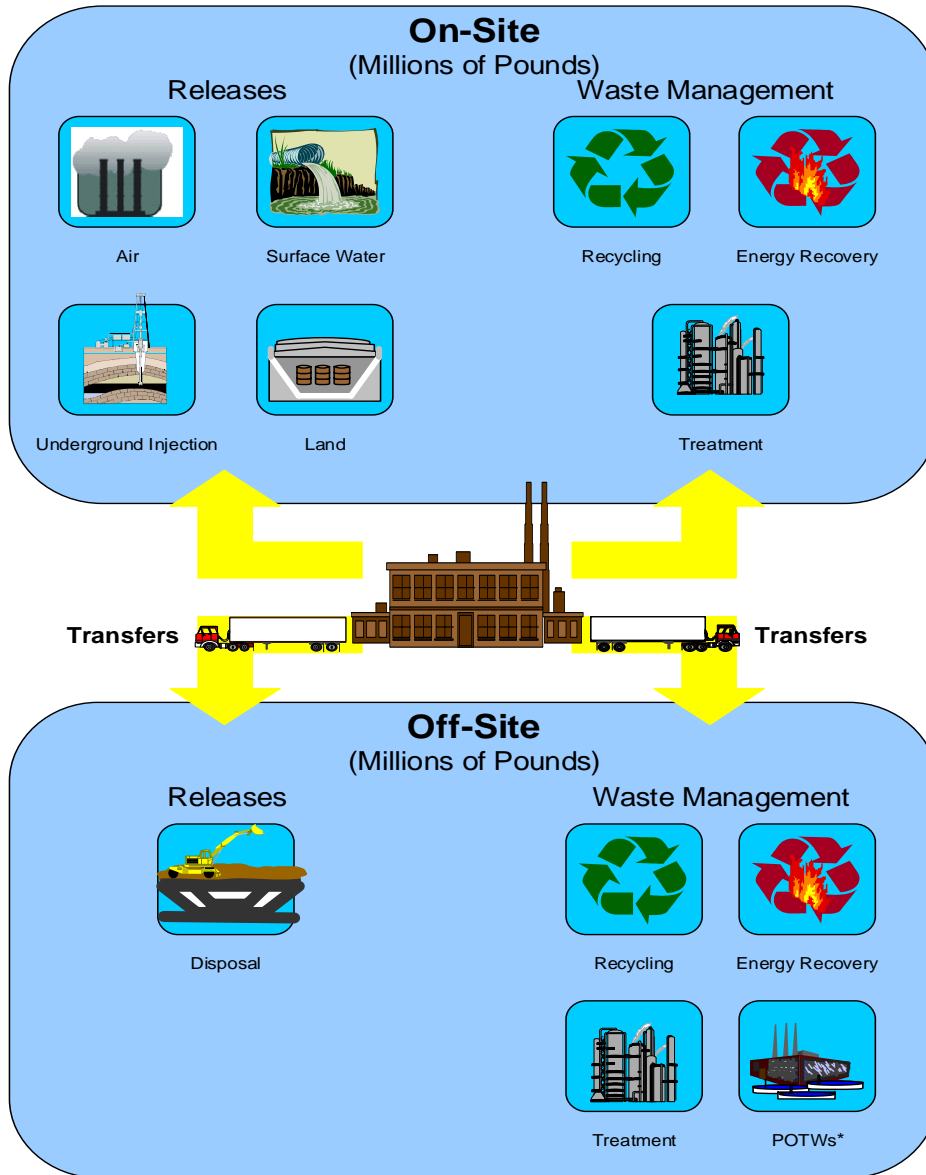 On-Site
(Millions of Pounds)
Releases
Waste Management
Air
Surface Water
Recycling
Energy Recovery
Underground Injection
Land
Treatment
Transfers
Transfers
Off-Site
(Millions of Pounds)
Releases
Waste Management
Disposal
Recycling
Energy Recovery
Treatment
POTWs*